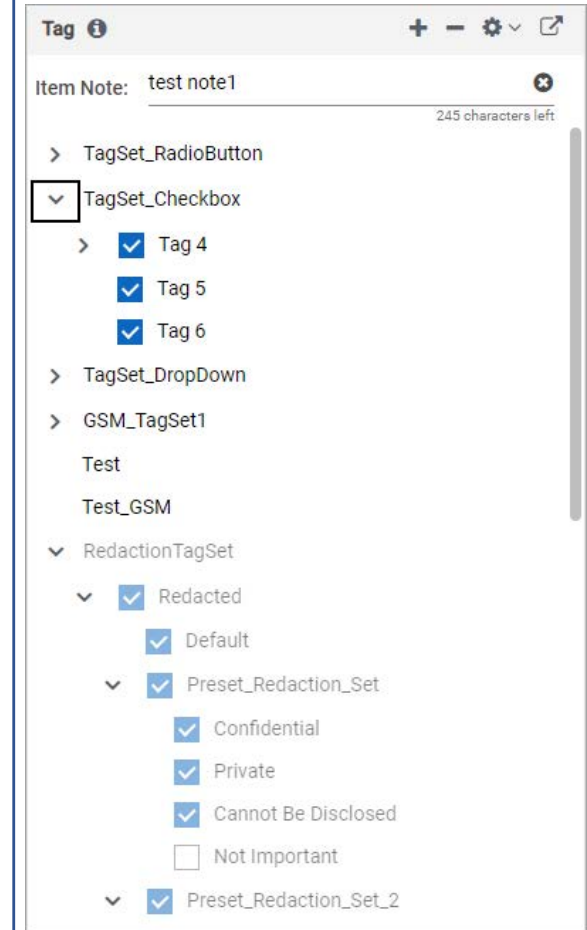 Tag
Item Note: test note1
245 characters left
TagSet_RadioButton
TagSet_Checkbox
Tag 4
Tag 5
Tag 6
TagSet_DropDown
GSM_TagSet1
Test
Test_GSM
RedactionTagSet
Redacted
Default
Preset_Redaction_Set
Confidential
Private
Cannot Be Disclosed
Not Important
Preset_Redaction_Set_2